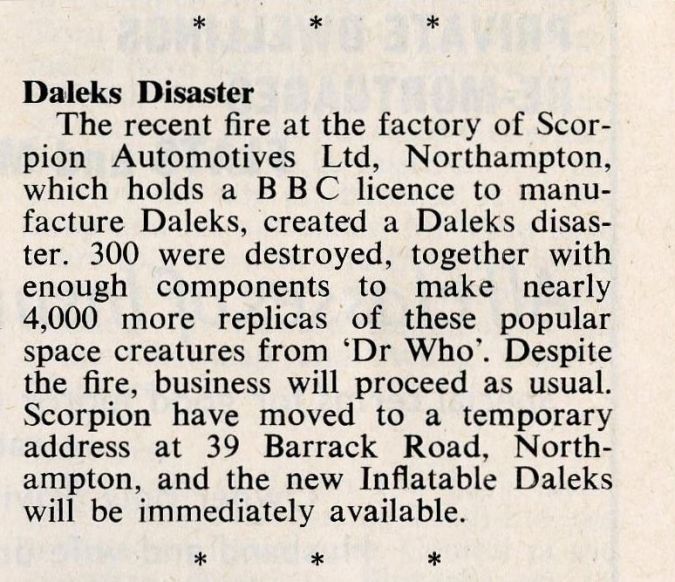 * * *
Daleks Disaster
The recent fire at the factory of Scor-
pion Automotives Ltd, Northampton,
which holds a B B C licence to manu-
facture Daleks, created a Daleks disas-
ter. 300 were destroyed, together with
enough components to make nearly
4,000 more replicas of these popular
space creatures from ‘Dr Who’. Despite
the fire, business will proceed as usual.
Scorpion have moved to a temporary
address at 39 Barrack Road, North-
ampton, and the new Inflatable Daleks
will be immediately available.
* * *